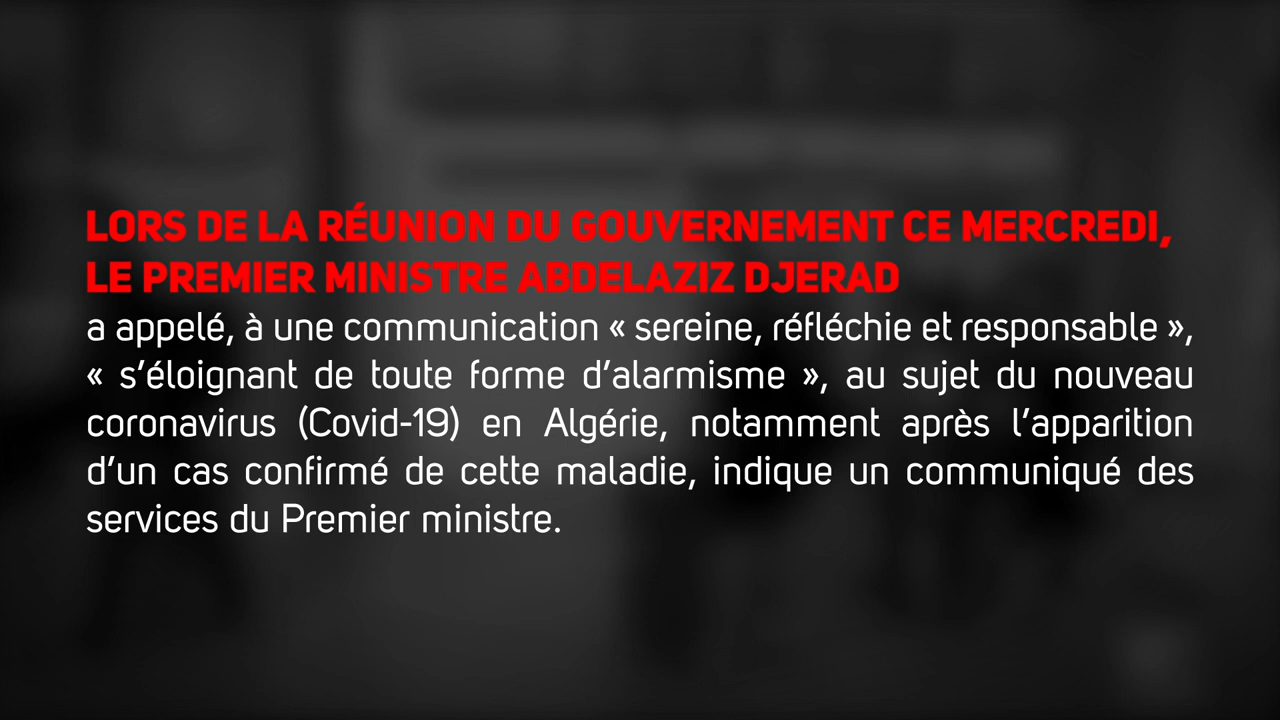 LORS DE LA RÉUNION DU GOUVERNEMENT CE MERCREDI,
LE PREMIER MINISTRE ABDELAZIZ DJERAD
a appelé, à une communication « sereine, réfléchie et responsable »,
« s’éloignant de toute forme d’alarmisme », au sujet du nouveau
coronavirus (Covid-19) en Algérie, notamment après l’apparition
d’un cas confirmé de cette maladie, indique un communiqué des
services du Premier ministre.